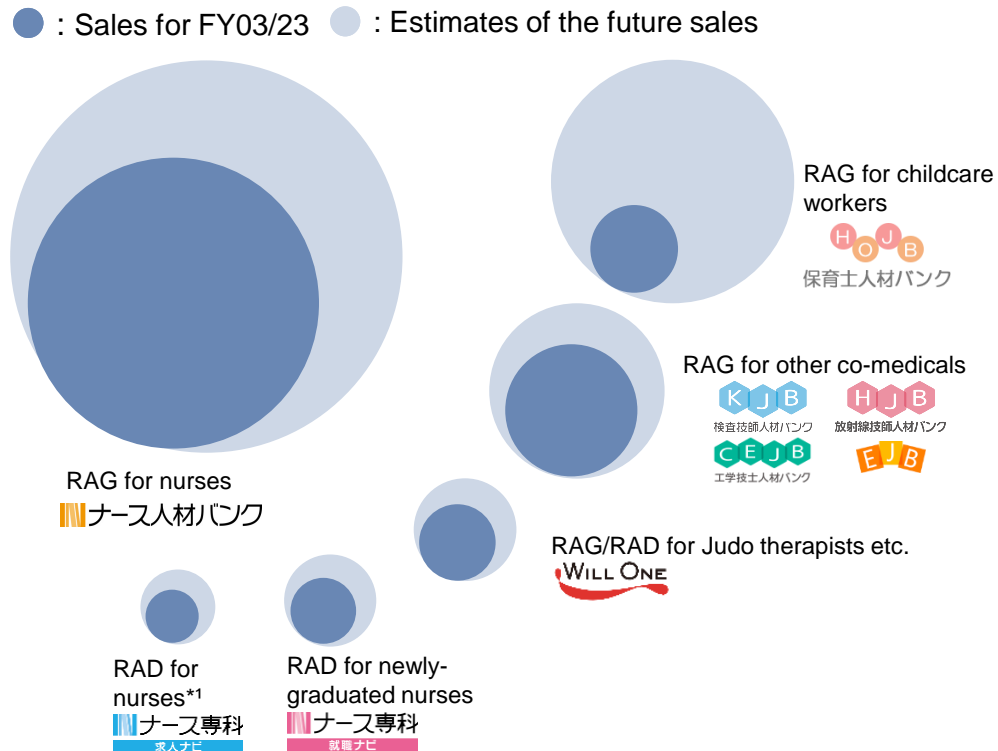 : Sales for FY03/23 : Estimates of the future sales
RAG for childcare
workers
HOJB
保育士人材バンク
RAG for other co-medicals
KJB
HJB
検査技師人材バンク
放射線技師人材バンク
CEJB
EJB
工学技士人材バンク
RAG for nurses
ナース人材バンク
RAG/RAD for Judo therapists etc.
WILL ONE
RAD for
nurses*¹
ナース専科
求人ナビ
RAD for newly-
graduated nurses
ナース専科
就職ナビ